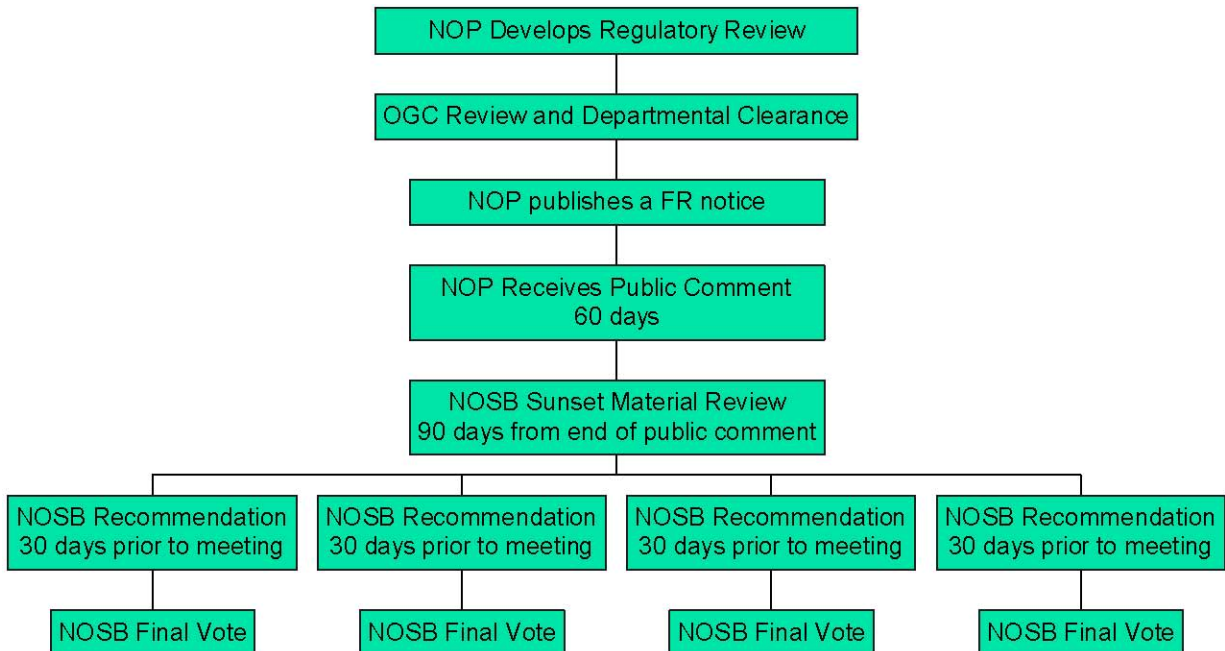 NOP Develops Regulatory Review
OGC Review and Departmental Clearance
NOP publishes a FR notice
NOP Receives Public Comment
60 days
NOSB Sunset Material Review
90 days from end of public comment
NOSB Recommendation
30 days prior to meeting
NOSB Recommendation
30 days prior to meeting
NOSB Recommendation
30 days prior to meeting
NOSB Recommendation
30 days prior to meeting
NOSB Final Vote
NOSB Final Vote
NOSB Final Vote
NOSB Final Vote